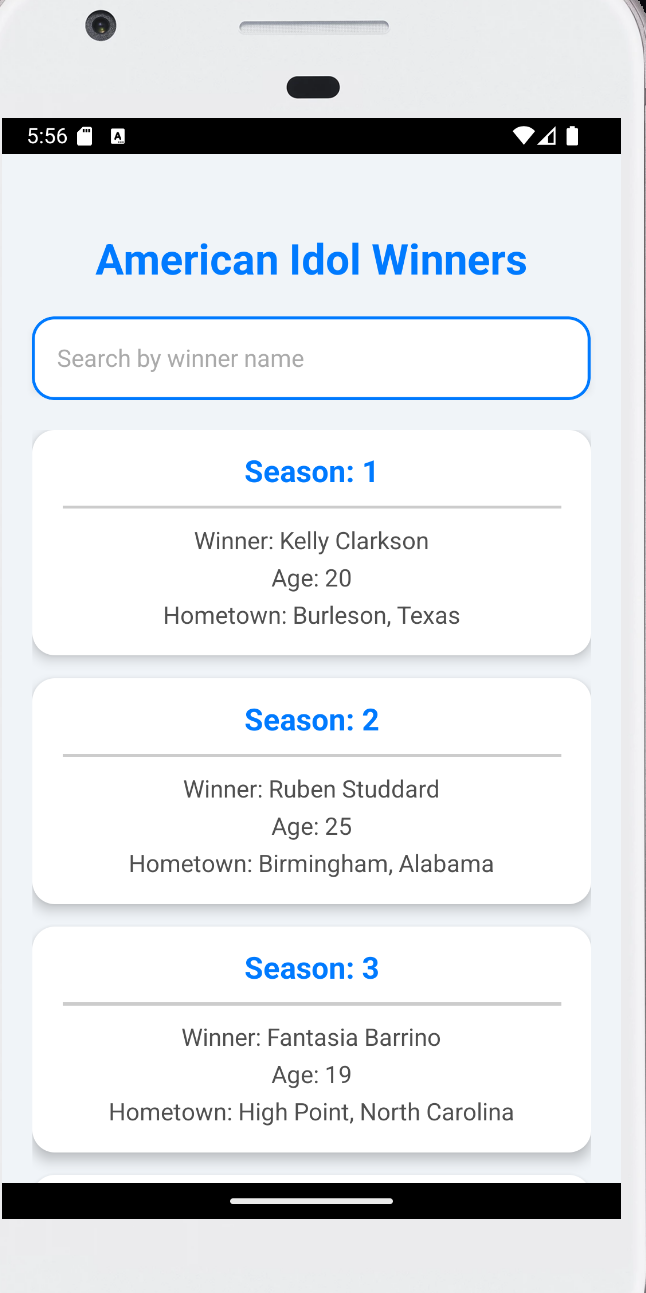 5:56
American Idol Winners
Search by winner name
Season: 1
Winner: Kelly Clarkson
Age: 20
Hometown: Burleson, Texas
Season: 2
Winner: Ruben Studdard
Age: 25
Hometown: Birmingham, Alabama
Season: 3
Winner: Fantasia Barrino
Age: 19
Hometown: High Point, North Carolina